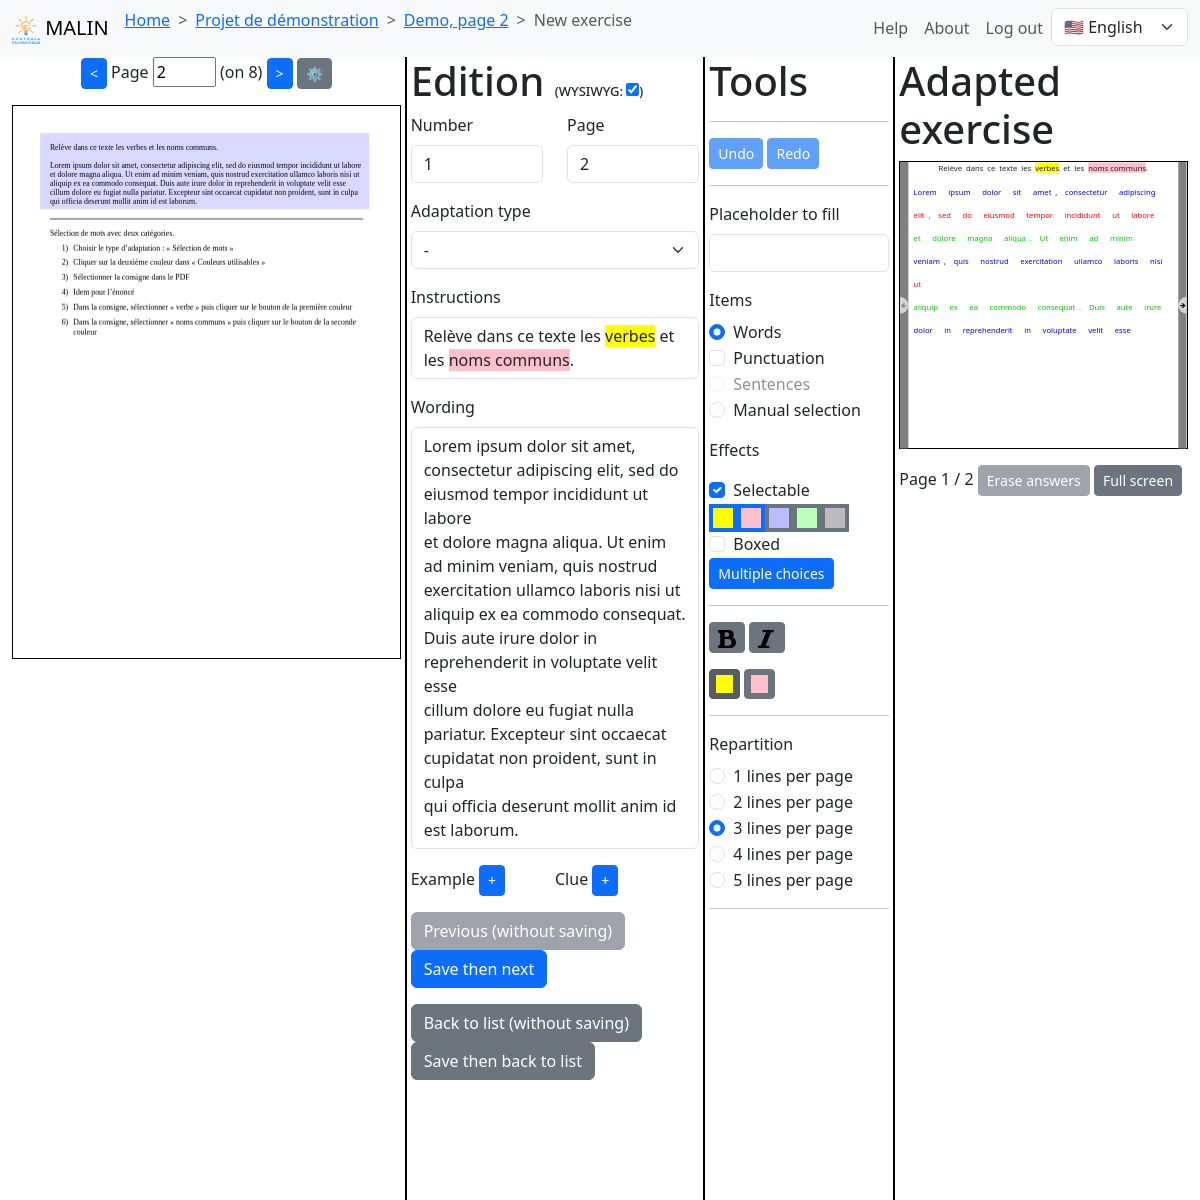 MALIN
Home > Projet de démonstration > Demo, page 2 > New exercise
Help About Log out 🇺🇸 English
< Page 2 (on 8) > ⚙️
Relève dans ce texte les verbes et les noms communs.
Lorem ipsum dolor sit amet, consectetur adipiscing elit, sed do eiusmod tempor incididunt ut labore
et dolore magna aliqua. Ut enim ad minim veniam, quis nostrud exercitation ullamco laboris nisi ut
aliquip ex ea commodo consequat. Duis aute irure dolor in reprehenderit in voluptate velit esse
cillum dolore eu fugiat nulla pariatur. Excepteur sint occaecat cupidatat non proident, sunt in culpa
qui officia deserunt mollit anim id est laborum.
Sélection de mots avec deux catégories.
1) Choisir le type d'adaptation : « Sélection de mots »
2) Cliquer sur la deuxième couleur dans « Couleurs utilisables »
3) Sélectionner la consigne dans le PDF
4) Idem pour l'énoncé
5) Dans la consigne, sélectionner « verbe » puis cliquer sur le bouton de la première couleur
6) Dans la consigne, sélectionner « noms communs » puis cliquer sur le bouton de la seconde
couleur
Edition (WYSIWYG: )
Number Page
1 2
Adaptation type
-
Instructions
Relève dans ce texte les verbes et
les noms communs.
Wording
Lorem ipsum dolor sit amet,
consectetur adipiscing elit, sed do
eiusmod tempor incididunt ut
labore
et dolore magna aliqua. Ut enim
ad minim veniam, quis nostrud
exercitation ullamco laboris nisi ut
aliquip ex ea commodo consequat.
Duis aute irure dolor in
reprehenderit in voluptate velit
esse
cillum dolore eu fugiat nulla
pariatur. Excepteur sint occaecat
cupidatat non proident, sunt in
culpa
qui officia deserunt mollit anim id
est laborum.
Example + Clue +
Previous (without saving)
Save then next
Back to list (without saving)
Save then back to list
Tools
Undo Redo
Placeholder to fill
Items
Words
Punctuation
Sentences
Manual selection
Effects
Selectable
Boxed
Multiple choices
B I
Repartition
1 lines per page
2 lines per page
3 lines per page
4 lines per page
5 lines per page
Adapted
exercise
Relève dans ce texte les verbes et les noms communs.
Lorem ipsum dolor sit amet , consectetur adipiscing
elit , sed do eiusmod tempor incididunt ut labore
et dolore magna aliqua . Ut enim ad minim
veniam , quis nostrud exercitation ullamco laboris nisi
ut
aliquip ex ea commodo consequat . Duis aute irure
dolor in reprehenderit in voluptate velit esse
Page 1 / 2 Erase answers Full screen